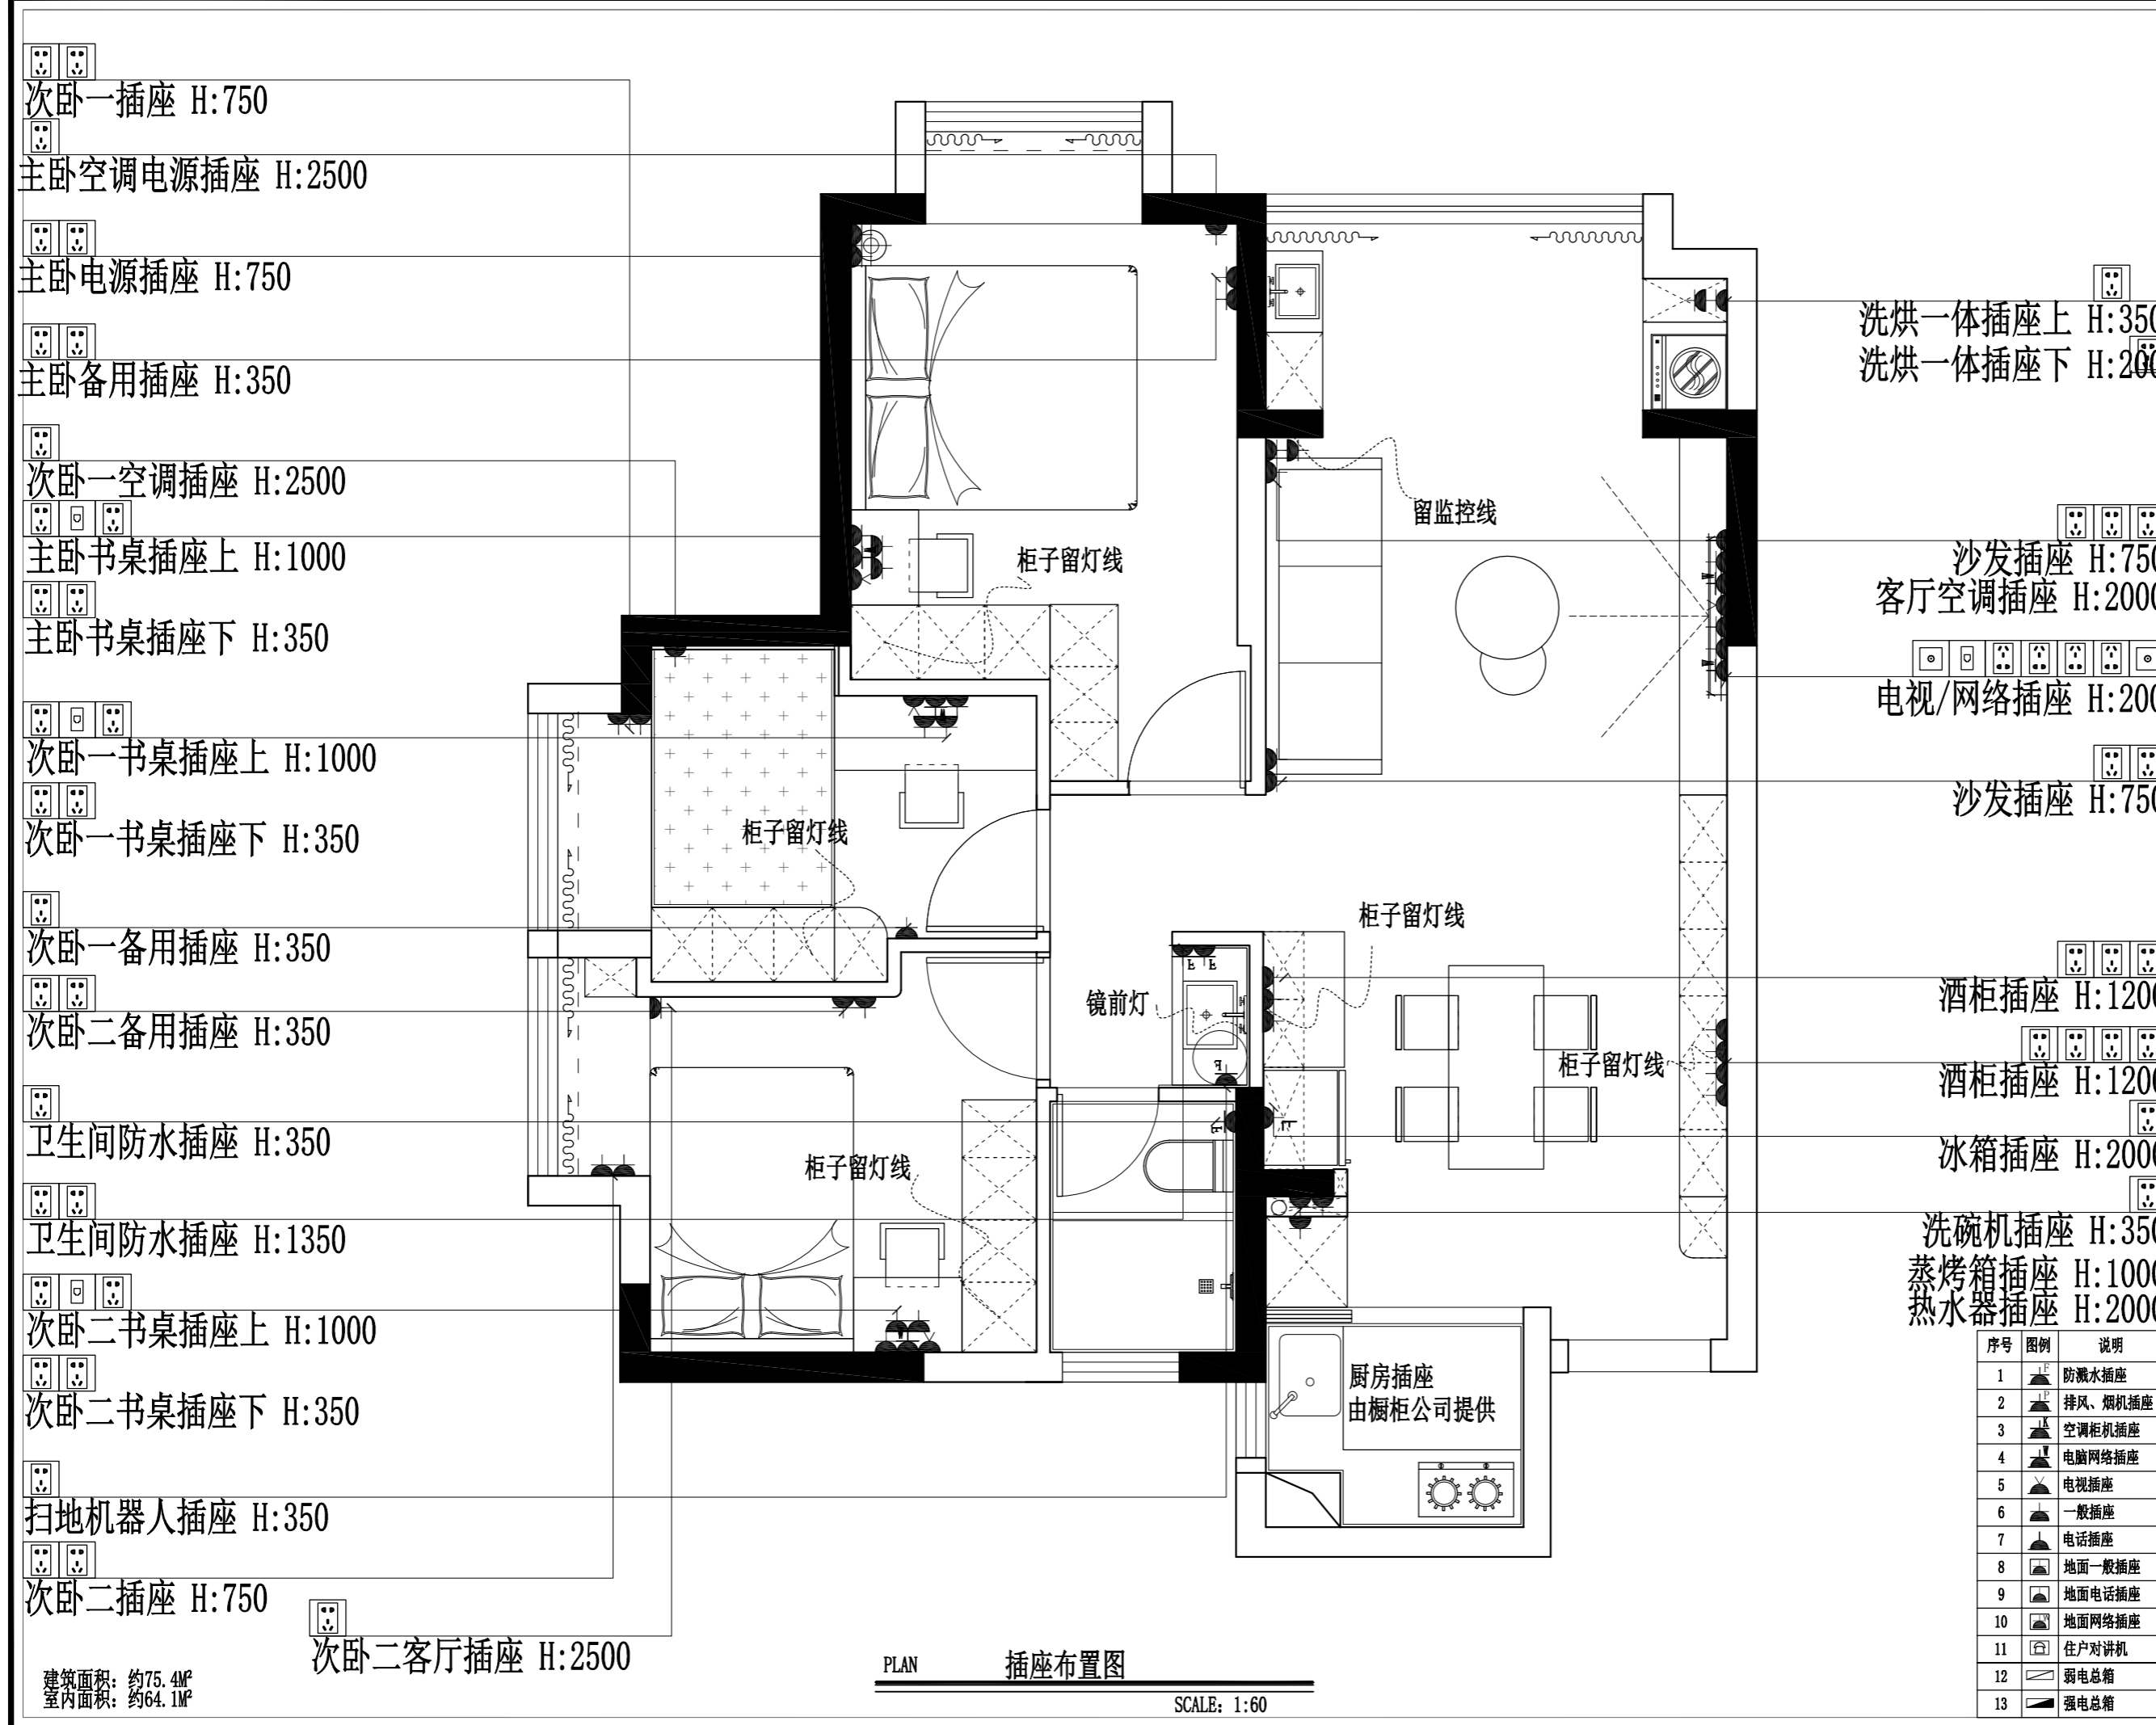 次卧一插座 H:750
主卧空调电源插座 H:2500
主卧电源插座 H:750
主卧备用插座 H:350
次卧一空调插座 H:2500
主卧书桌插座上 H:1000
主卧书桌插座下 H:350
次卧一书桌插座上 H:1000
次卧一书桌插座下 H:350
次卧一备用插座 H:350
次卧二备用插座 H:350
卫生间防水插座 H:350
卫生间防水插座 H:1350
次卧二书桌插座上 H:1000
次卧二书桌插座下 H:350
扫地机器人插座 H:350
次卧二插座 H:750
次卧二客厅插座 H:2500
建筑面积: 约75.4M²
室内面积: 约64.1M²
柜子留灯线
留监控线
柜子留灯线
柜子留灯线
镜前灯
柜子留灯线
柜子留灯线
厨房插座
由橱柜公司提供
F F
F
F
F
PLAN 插座布置图
SCALE: 1:60
洗烘一体插座上 H:350
洗烘一体插座下 H:200
沙发插座 H:750
客厅空调插座 H:2000
电视/网络插座 H:200
沙发插座 H:750
酒柜插座 H:1200
酒柜插座 H:1200
冰箱插座 H:2000
洗碗机插座 H:350
蒸烤箱插座 H:1000
热水器插座 H:2000
序号 图例 说明
1 F 防溅水插座
2 P 排风、烟机插座
3 K 空调柜机插座
4 电脑网络插座
5 电视插座
6 一般插座
7 电话插座
8 地面一般插座
9 地面电话插座
10 地面网络插座
11 住户对讲机
12 弱电总箱
13 强电总箱